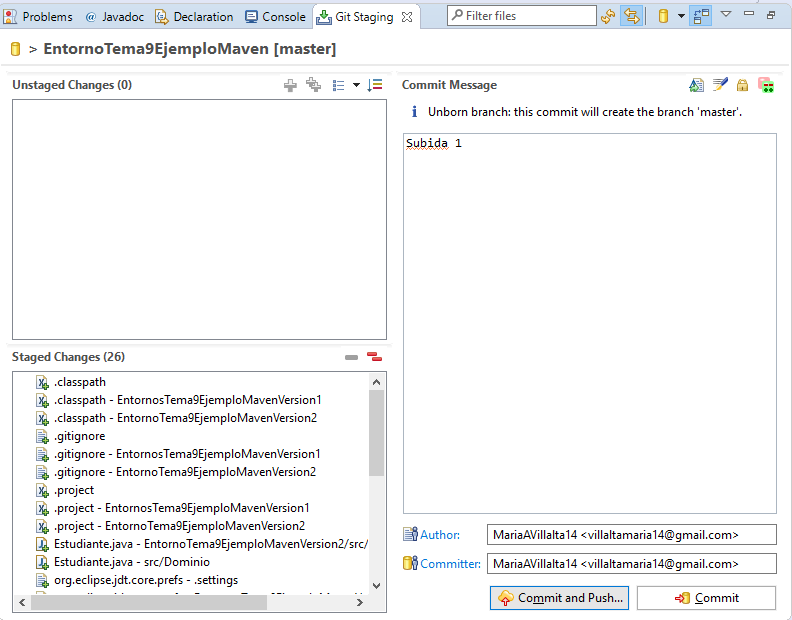 Problems @ Javadoc Declaration Console Git Staging Filter files
> EntornoTema9EjemploMaven [master]
Unstaged Changes (0)
Commit Message
Unborn branch: this commit will create the branch 'master'.
Subida 1
Staged Changes (26)
.classpath
.classpath - EntornosTema9EjemploMavenVersion1
.classpath - EntornoTema9EjemploMavenVersion2
.gitignore
.gitignore - EntornosTema9EjemploMavenVersion1
.gitignore - EntornoTema9EjemploMavenVersion2
.project
.project - EntornosTema9EjemploMavenVersion1
.project - EntornoTema9EjemploMavenVersion2
Estudiante.java - EntornoTema9EjemploMavenVersion2/src/
Estudiante.java - src/Dominio
org.eclipse.jdt.core.prefs - .settings
Author: MariaAVillalta14 <villaltamaria14@gmail.com>
Committer: MariaAVillalta14 <villaltamaria14@gmail.com>
Commit and Push... Commit